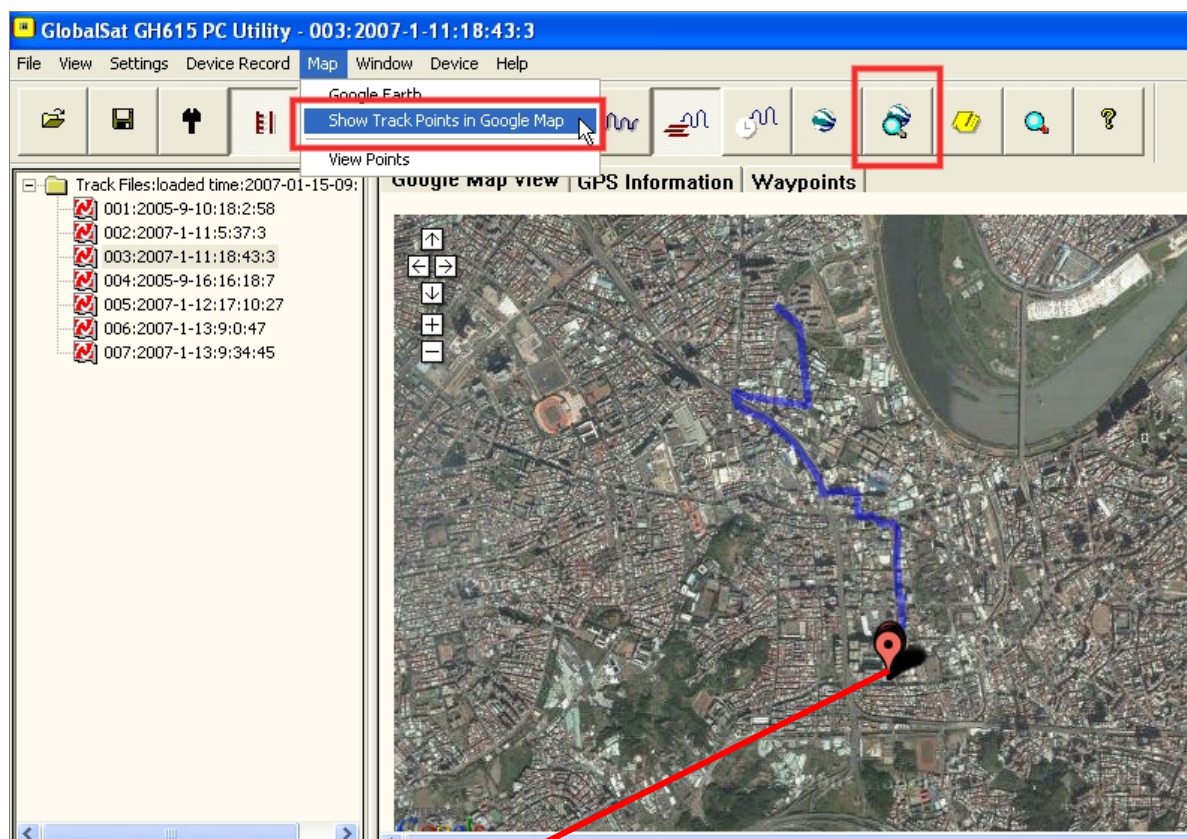 GlobalSat GH615 PC Utility - 003:2007-1-11:18:43:3
File View Settings Device Record Map Window Device Help
Google Earth
Show Track Points in Google Map
View Points
Track Files:loaded time:2007-01-15-09:
001:2005-9-10:18:2:58
002:2007-1-11:5:37:3
003:2007-1-11:18:43:3
004:2005-9-16:16:18:7
005:2007-1-12:17:10:27
006:2007-1-13:9:0:47
007:2007-1-13:9:34:45
Google Map View GPS Information Waypoints